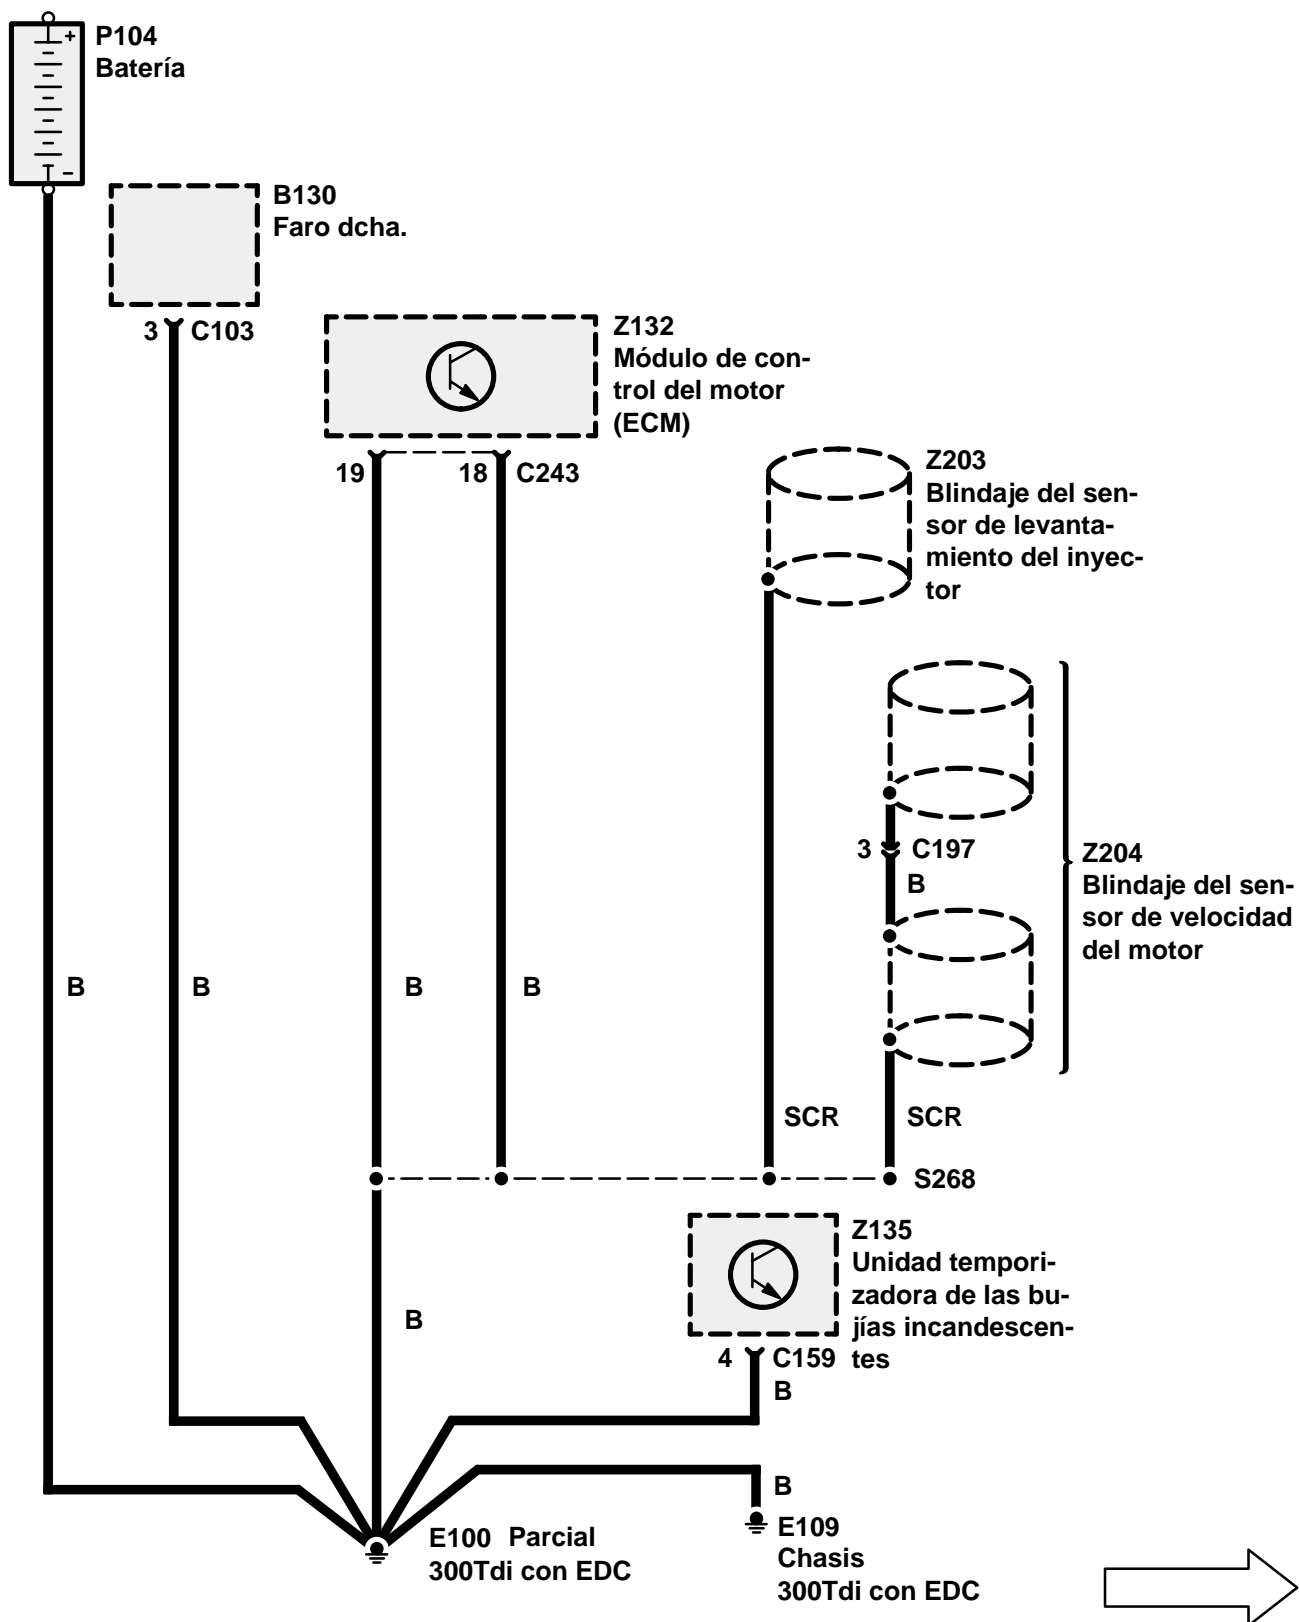 +
P104
Batería
-
B130
Faro dcha.
3 C103
Z132
Módulo de con-
trol del motor
(ECM)
19 18 C243
Z203
Blindaje del sen-
sor de levanta-
miento del inyec-
tor
3 C197
B
Z204
Blindaje del sen-
sor de velocidad
del motor
B B B B
SCR SCR
S268
Z135
Unidad tempori-
zadora de las bu-
jías incandescen-
tes
B
4 C159
B
B
E100 Parcial
300Tdi con EDC
E109
Chasis
300Tdi con EDC